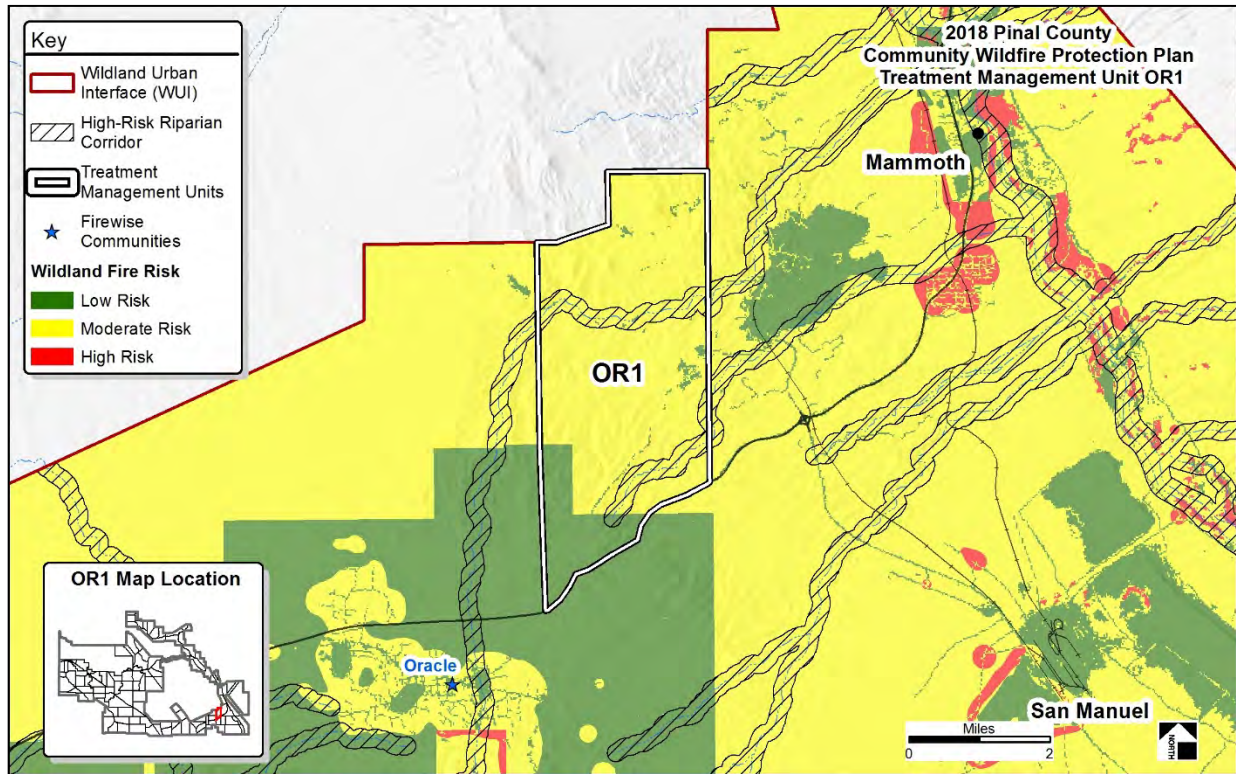 Key
Wildland Urban
Interface (WUI)
High-Risk Riparian
Corridor
Treatment
Management Units
Firewise
Communities
Wildland Fire Risk
Low Risk
Moderate Risk
High Risk
2018 Pinal County
Community Wildfire Protection Plan
Treatment Management Unit OR1
Mammoth
OR1
OR1 Map Location
Oracle
San Manuel
Miles
0
2
NORTH